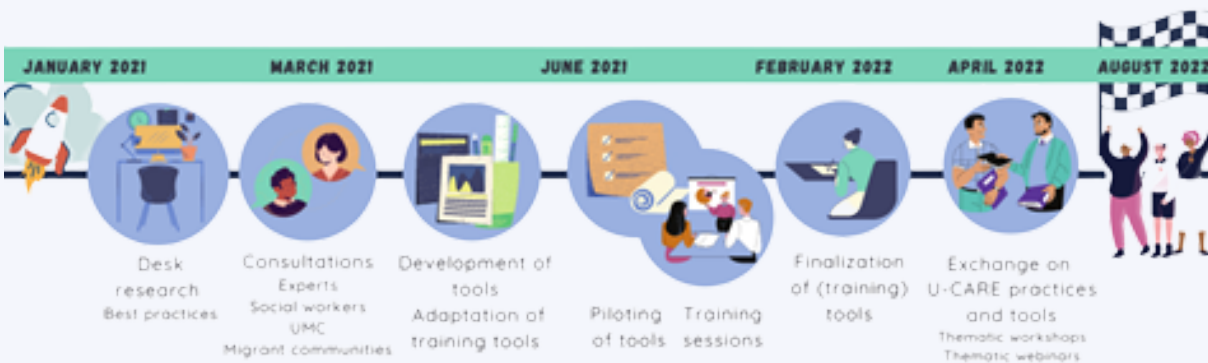 JANUARY 2021
MARCH 2021
JUNE 2021
FEBRUARY 2022
APRIL 2022
AUGUST 2022
Desk
research
Best practices
Consultations
Experts
Social workers
UMC
Migrant communities
Development of
tools
Adaptation of
training tools
Piloting
of tools
Training
sessions
Finalization
of (training)
tools
Exchange on
U-CARE practices
and tools
Thematic workshops
Thematic webinars